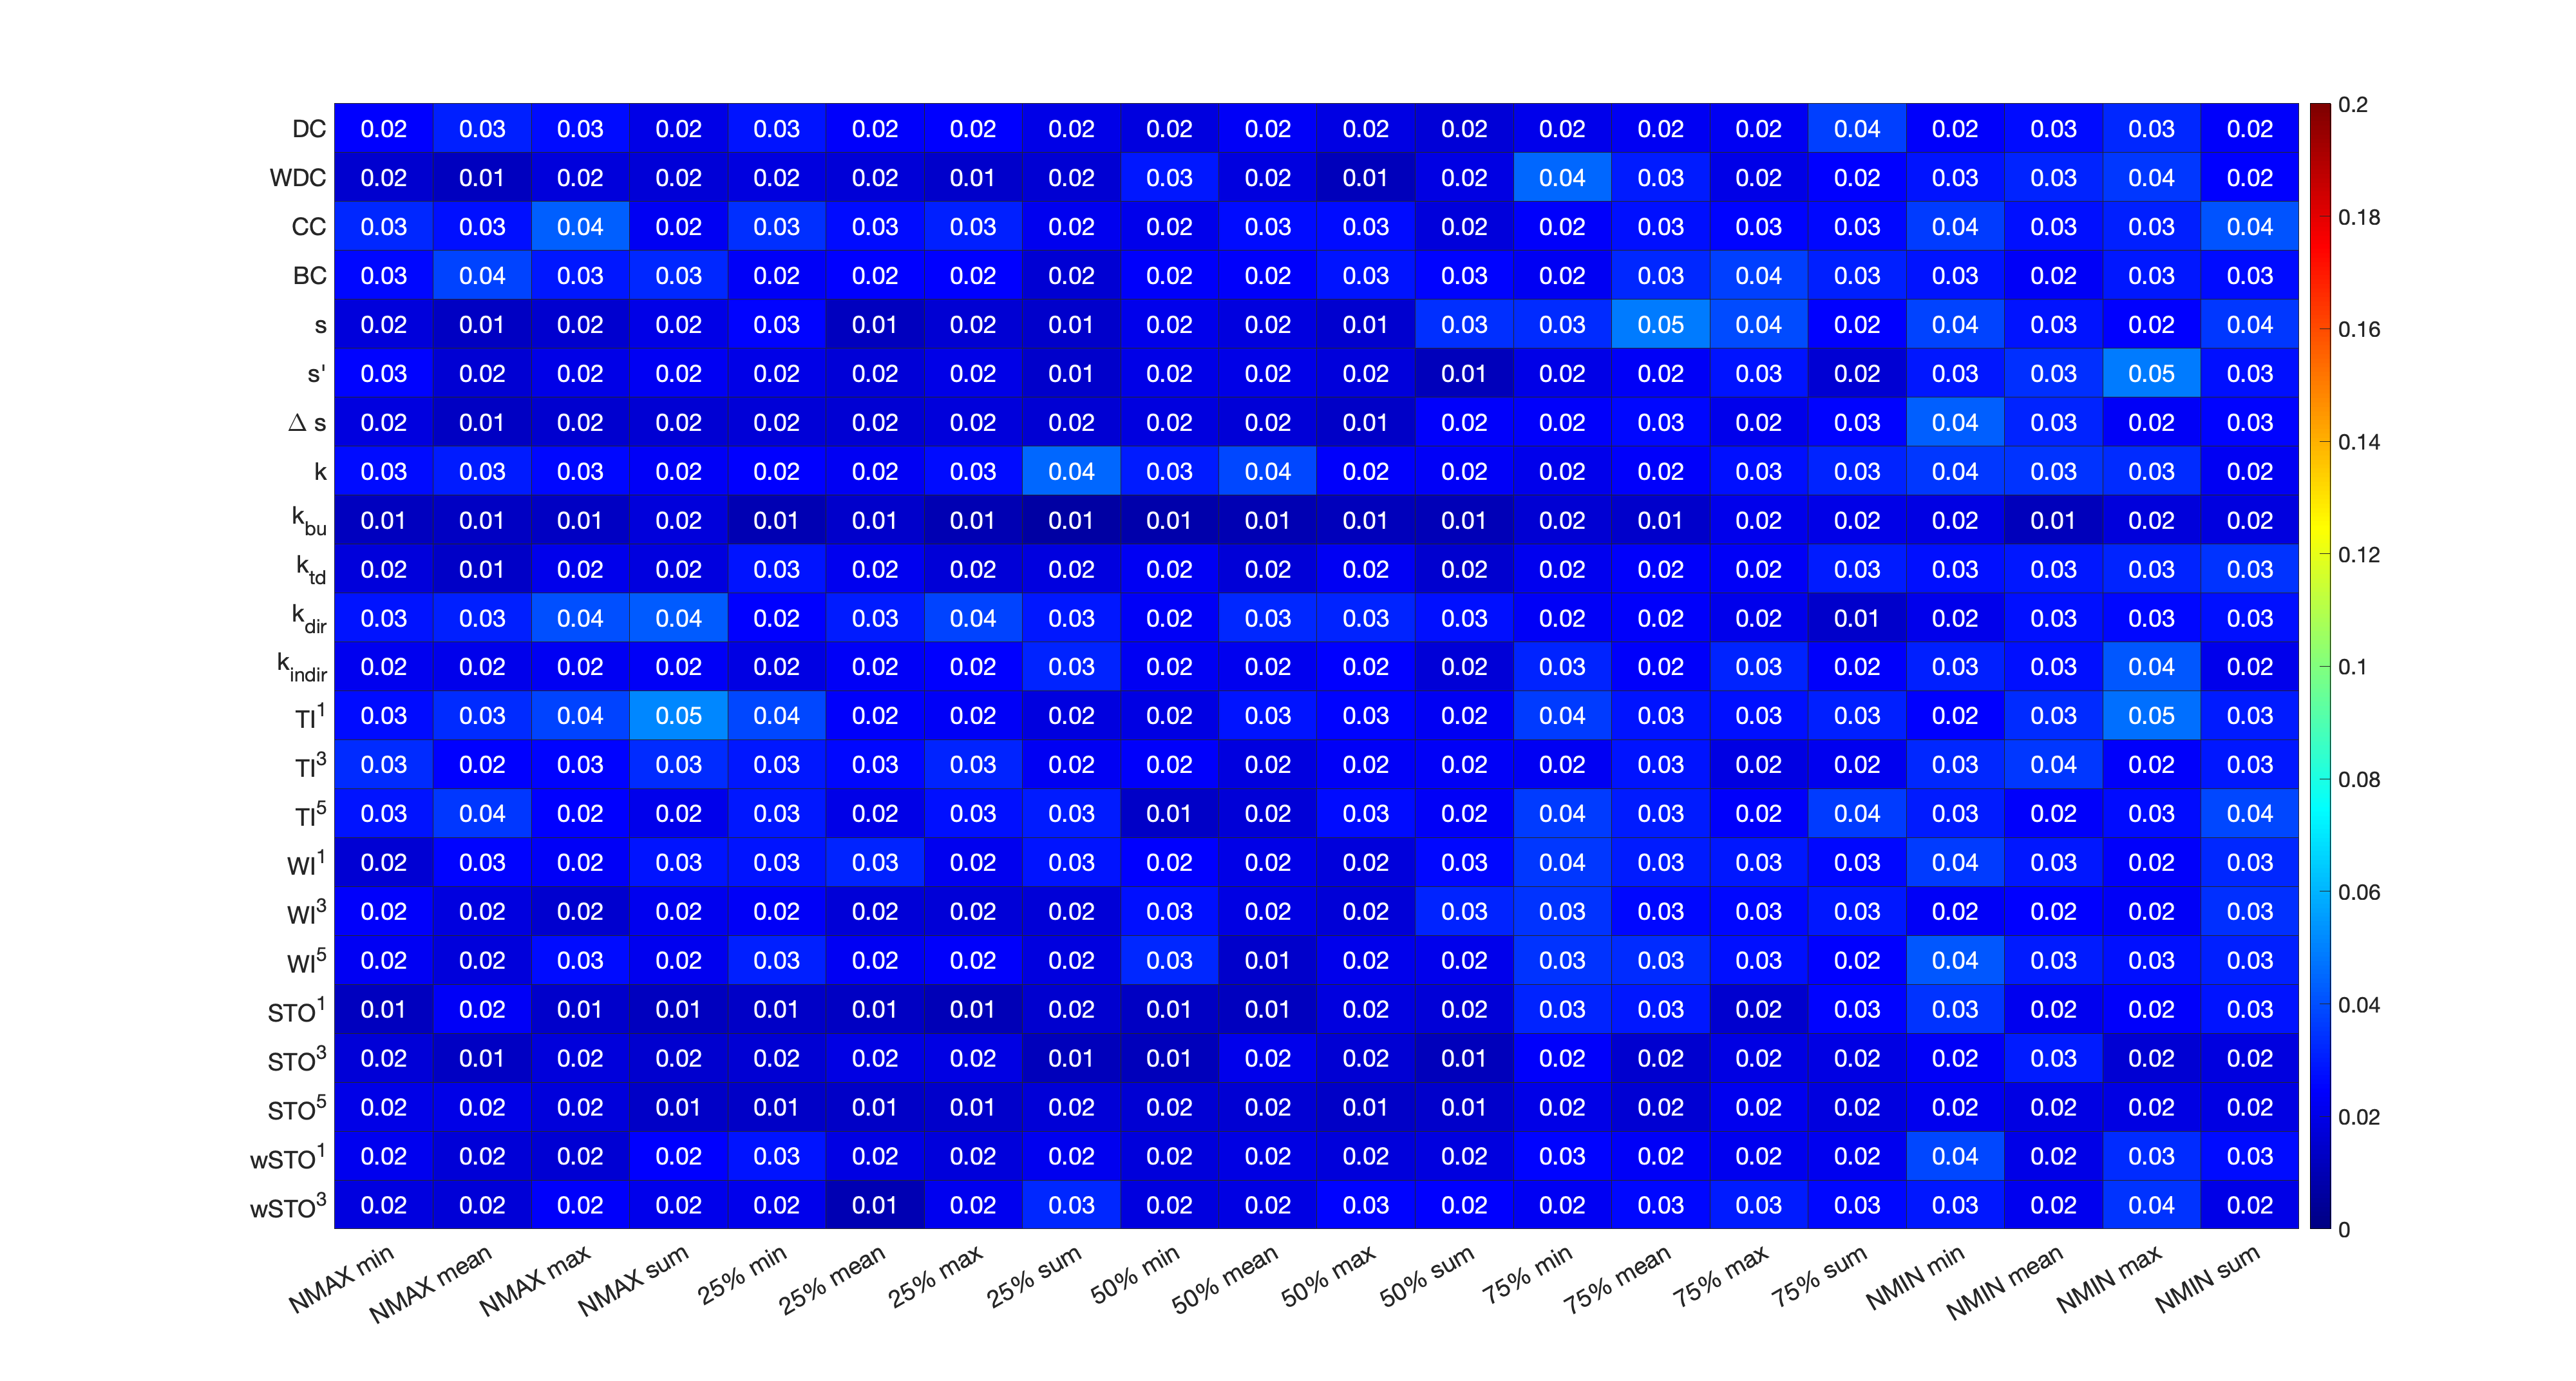 DC 0.02 0.03 0.03 0.02 0.03 0.02 0.02 0.02 0.02 0.02 0.02 0.02 0.02 0.02 0.02 0.04 0.02 0.03 0.03 0.02
WDC 0.02 0.01 0.02 0.02 0.02 0.02 0.01 0.02 0.03 0.02 0.01 0.02 0.04 0.03 0.02 0.02 0.03 0.03 0.04 0.02
CC 0.03 0.03 0.04 0.02 0.03 0.03 0.03 0.02 0.02 0.03 0.03 0.02 0.02 0.03 0.03 0.03 0.04 0.03 0.03 0.04
BC 0.03 0.04 0.03 0.03 0.02 0.02 0.02 0.02 0.02 0.02 0.03 0.03 0.02 0.03 0.04 0.03 0.03 0.02 0.03 0.03
s 0.02 0.01 0.02 0.02 0.03 0.01 0.02 0.01 0.02 0.02 0.01 0.03 0.03 0.05 0.04 0.02 0.04 0.03 0.02 0.04
s' 0.03 0.02 0.02 0.02 0.02 0.02 0.02 0.01 0.02 0.02 0.02 0.01 0.02 0.02 0.03 0.02 0.03 0.03 0.05 0.03
Δ s 0.02 0.01 0.02 0.02 0.02 0.02 0.02 0.02 0.02 0.02 0.01 0.02 0.02 0.03 0.02 0.03 0.04 0.03 0.02 0.03
k 0.03 0.03 0.03 0.02 0.02 0.02 0.03 0.04 0.03 0.04 0.02 0.02 0.02 0.02 0.03 0.03 0.04 0.03 0.03 0.02
k_bu 0.01 0.01 0.01 0.02 0.01 0.01 0.01 0.01 0.01 0.01 0.01 0.01 0.02 0.01 0.02 0.02 0.02 0.01 0.02 0.02
k_td 0.02 0.01 0.02 0.02 0.03 0.02 0.02 0.02 0.02 0.02 0.02 0.02 0.02 0.02 0.02 0.03 0.03 0.03 0.03 0.03
k_dir 0.03 0.03 0.04 0.04 0.02 0.03 0.04 0.03 0.02 0.03 0.03 0.03 0.02 0.02 0.02 0.01 0.02 0.03 0.03 0.03
k_indir 0.02 0.02 0.02 0.02 0.02 0.02 0.02 0.03 0.02 0.02 0.02 0.02 0.03 0.02 0.03 0.02 0.03 0.03 0.04 0.02
TI^1 0.03 0.03 0.04 0.05 0.04 0.02 0.02 0.02 0.02 0.03 0.03 0.02 0.04 0.03 0.03 0.03 0.02 0.03 0.05 0.03
TI^3 0.03 0.02 0.03 0.03 0.03 0.03 0.03 0.02 0.02 0.02 0.02 0.02 0.02 0.03 0.02 0.02 0.03 0.04 0.02 0.03
TI^5 0.03 0.04 0.02 0.02 0.03 0.02 0.03 0.03 0.01 0.02 0.03 0.02 0.04 0.03 0.02 0.04 0.03 0.02 0.03 0.04
WI^1 0.02 0.03 0.02 0.03 0.03 0.03 0.02 0.03 0.02 0.02 0.02 0.03 0.04 0.03 0.03 0.03 0.04 0.03 0.02 0.03
WI^3 0.02 0.02 0.02 0.02 0.02 0.02 0.02 0.02 0.03 0.02 0.02 0.03 0.03 0.03 0.03 0.03 0.02 0.02 0.02 0.03
WI^5 0.02 0.02 0.03 0.02 0.03 0.02 0.02 0.02 0.03 0.01 0.02 0.02 0.03 0.03 0.03 0.02 0.04 0.03 0.03 0.03
STO^1 0.01 0.02 0.01 0.01 0.01 0.01 0.01 0.02 0.01 0.01 0.02 0.02 0.03 0.03 0.02 0.03 0.03 0.02 0.02 0.03
STO^3 0.02 0.01 0.02 0.02 0.02 0.02 0.02 0.01 0.01 0.02 0.02 0.01 0.02 0.02 0.02 0.02 0.02 0.03 0.02 0.02
STO^5 0.02 0.02 0.02 0.01 0.01 0.01 0.01 0.02 0.02 0.02 0.01 0.01 0.02 0.02 0.02 0.02 0.02 0.02 0.02 0.02
wSTO^1 0.02 0.02 0.02 0.02 0.03 0.02 0.02 0.02 0.02 0.02 0.02 0.02 0.03 0.02 0.02 0.02 0.04 0.02 0.03 0.03
wSTO^3 0.02 0.02 0.02 0.02 0.02 0.01 0.02 0.03 0.02 0.02 0.03 0.02 0.02 0.03 0.03 0.03 0.03 0.02 0.04 0.02
NMAX min NMAX mean NMAX max NMAX sum 25% min 25% mean 25% max 25% sum 50% min 50% mean 50% max 50% sum 75% min 75% mean 75% max 75% sum NMIN min NMIN mean NMIN max NMIN sum
0.2
0.18
0.16
0.14
0.12
0.1
0.08
0.06
0.04
0.02
0